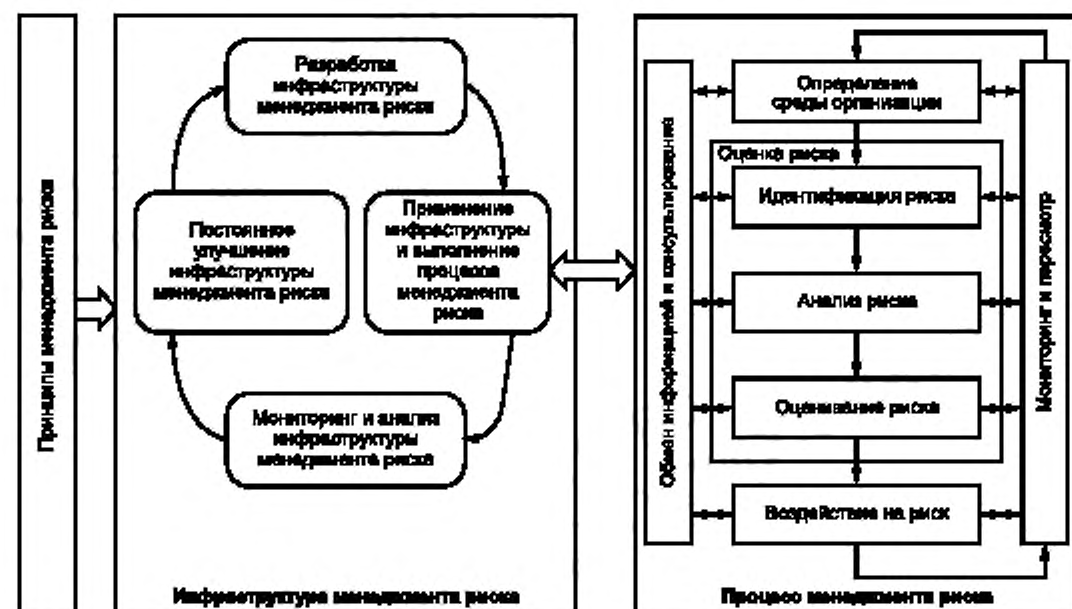 Принципы менеджмента риска
Разработка
инфраструктуры
менеджмента риска
Постоянное
улучшение
инфраструктуры
менеджмента риска
Применение
инфраструктуры
и выполнение
процесса
менеджмента
риска
Мониторинг и анализ
инфраструктуры
менеджмента риска
Инфраструктура менеджмента риска
Обмен информацией и консультирование
Определение
среды организации
Оценка риска
Идентификация риска
Анализ риска
Оценивание риска
Воздействие на риск
Мониторинг и пересмотр
Процесс менеджмента риска